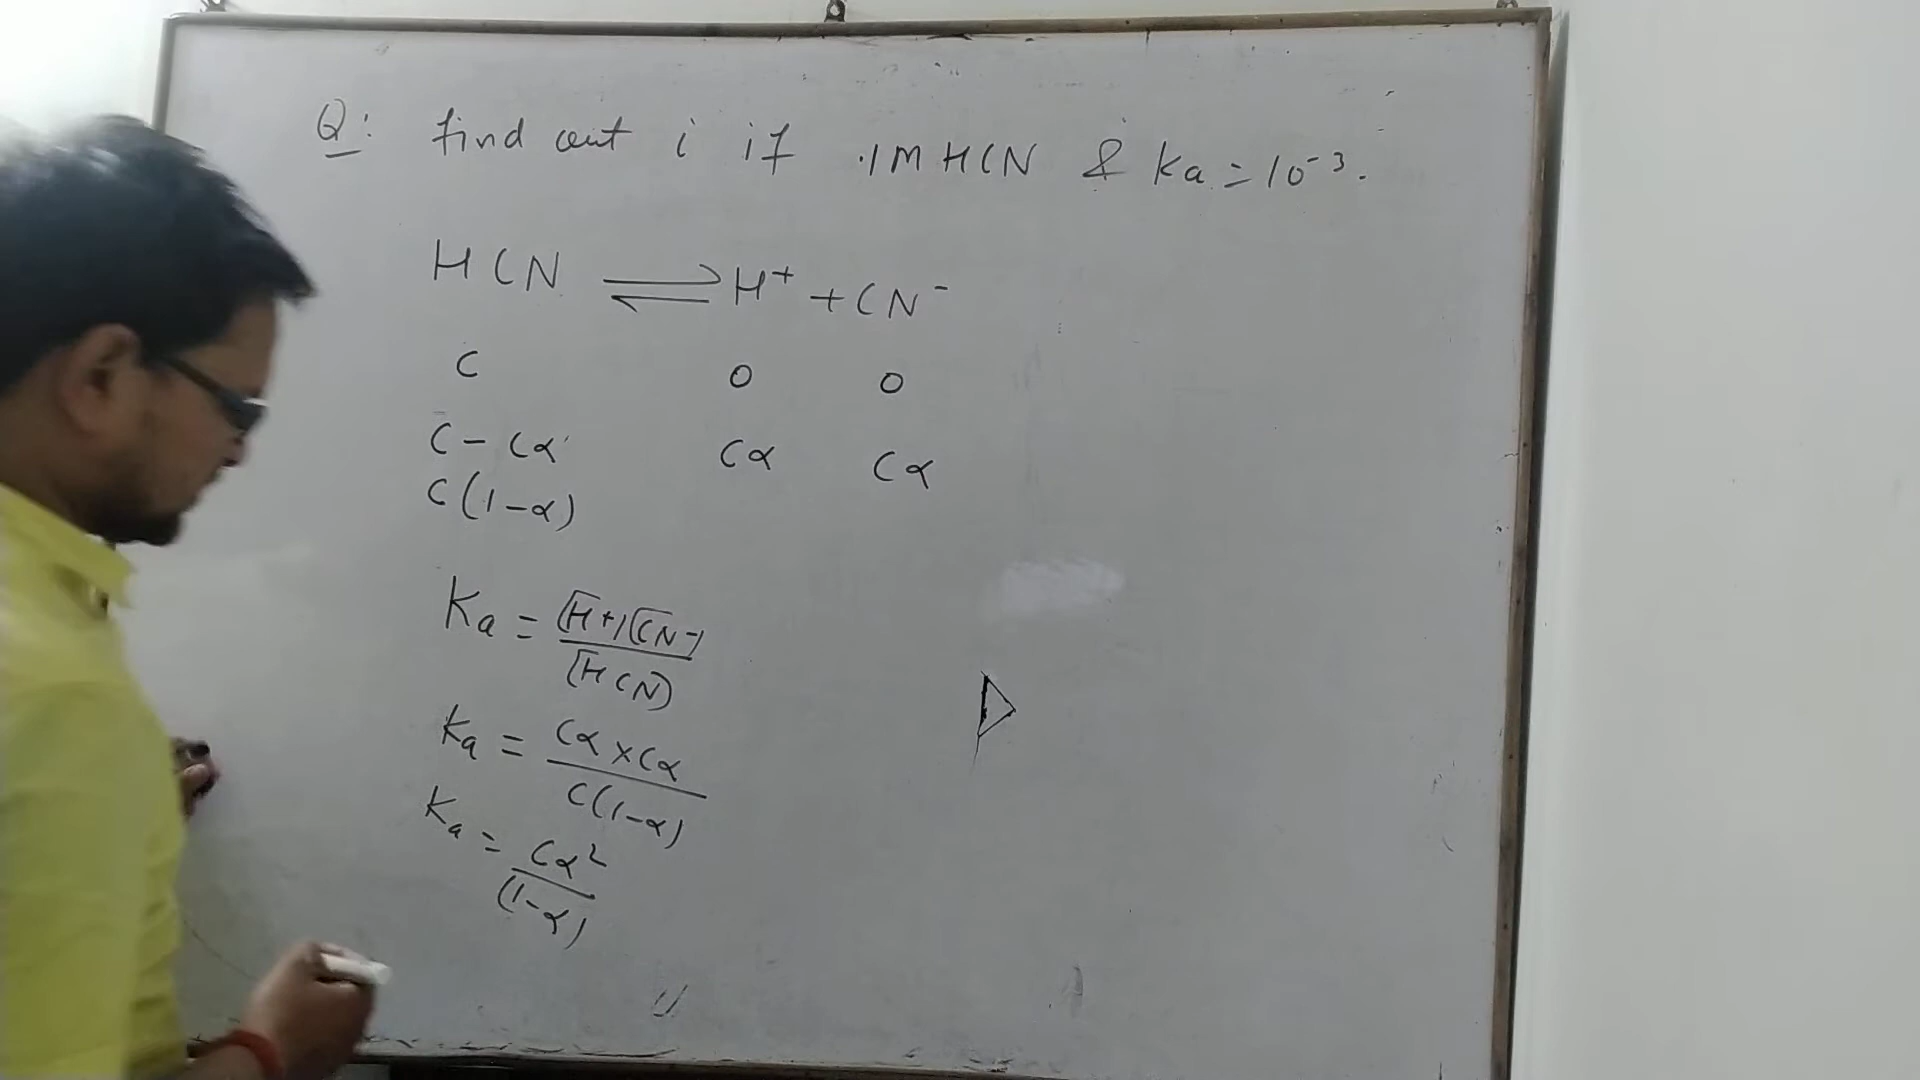 Q: find out i if .1M HCN & Ka = 10⁻³.
HCN ⇌ H⁺ + CN⁻
C 0 0
C - Cα Cα Cα
C(1-α)
Ka = [H+][CN-] / [HCN]
Ka = Cα × Cα / C(1-α)
Ka = Cα² / (1-α)